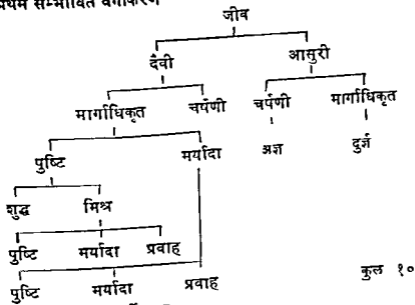 प्रथम सम्भावित वर्गीकरण
जीव
दैवी आसुरी
मार्गाधिकृत चर्षणी चर्षणी मार्गाधिकृत
पुष्टि मर्यादा अज्ञ दुर्ज्ञ
शुद्ध मिश्र
पुष्टि मर्यादा प्रवाह
पुष्टि मर्यादा प्रवाह
कुल १०